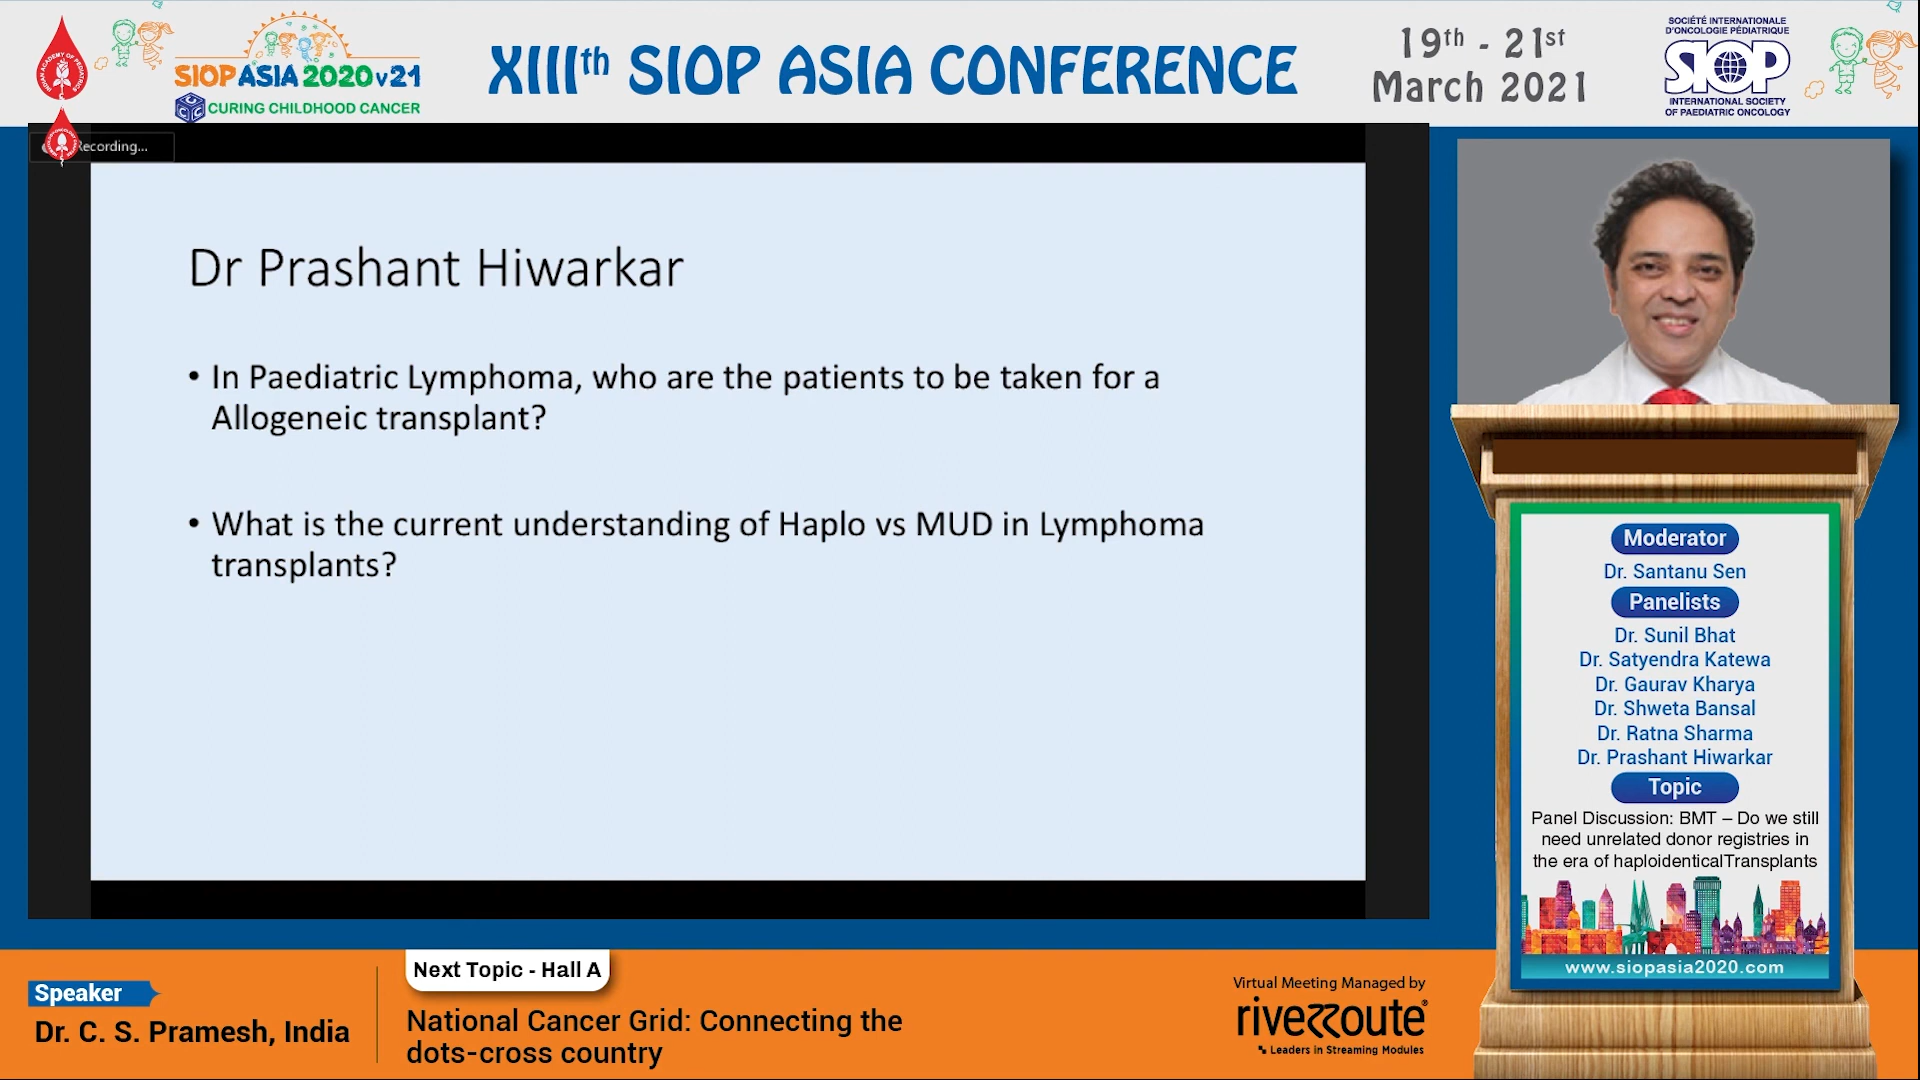 INDIAN ACADEMY OF PEDIATRICS
SIOP ASIA 2020 v21
CURING CHILDHOOD CANCER
XIIIth SIOP ASIA CONFERENCE
19th - 21st
March 2021
SOCIÉTÉ INTERNATIONALE
D'ONCOLOGIE PÉDIATRIQUE
SIOP
INTERNATIONAL SOCIETY
OF PAEDIATRIC ONCOLOGY
Recording...
Dr Prashant Hiwarkar
• In Paediatric Lymphoma, who are the patients to be taken for a
Allogeneic transplant?
• What is the current understanding of Haplo vs MUD in Lymphoma
transplants?
Moderator
Dr. Santanu Sen
Panelists
Dr. Sunil Bhat
Dr. Satyendra Katewa
Dr. Gaurav Kharya
Dr. Shweta Bansal
Dr. Ratna Sharma
Dr. Prashant Hiwarkar
Topic
Panel Discussion: BMT – Do we still
need unrelated donor registries in
the era of haploidenticalTransplants
www.siopasia2020.com
Speaker
Dr. C. S. Pramesh, India
Next Topic - Hall A
National Cancer Grid: Connecting the
dots-cross country
Virtual Meeting Managed by
riveRRoute®
Leaders in Streaming Modules